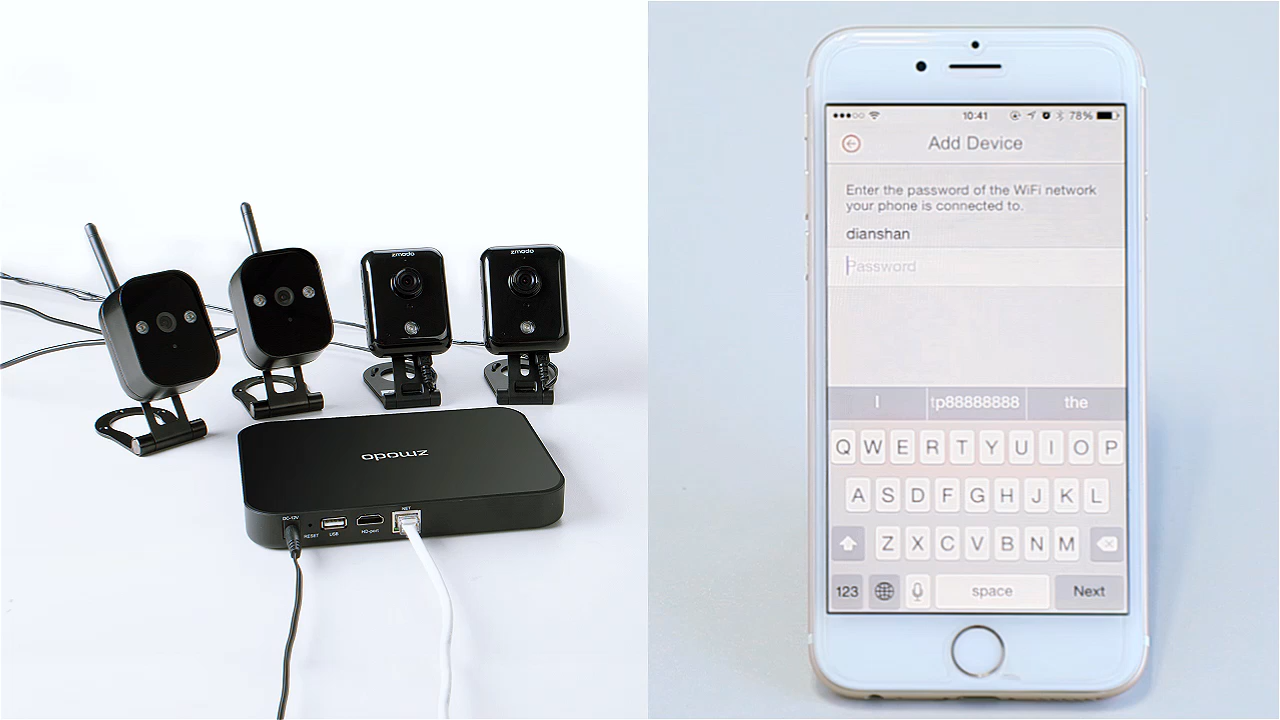 zmodo
zmodo
zmodo
DC-12V
RESET
USB
HD-port
NET
10:41
78%
Add Device
Enter the password of the WiFi network
your phone is connected to.
dianshan
Password
I
tp88888888
the
Q W E R T Y U I O P
A S D F G H J K L
Z X C V B N M
123
space
Next